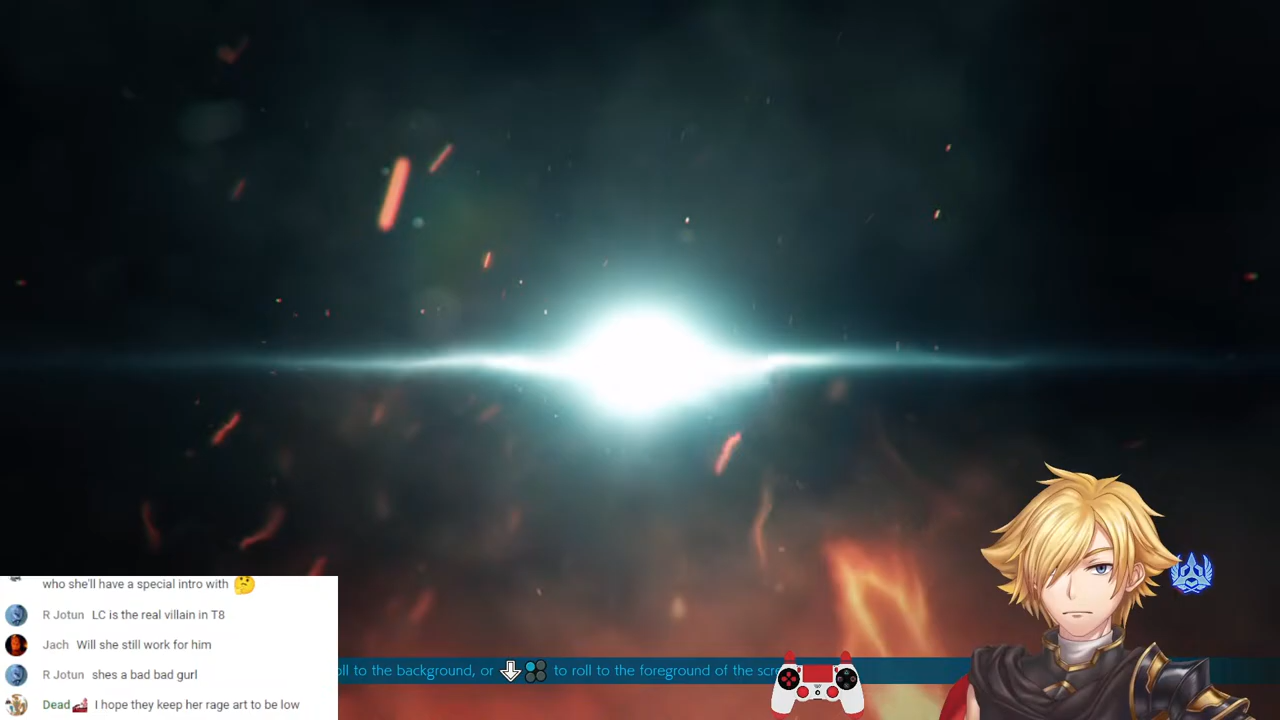 who she'll have a special intro with 🤔
R Jotun LC is the real villain in T8
Jach Will she still work for him
R Jotun shes a bad bad gurl
Dead I hope they keep her rage art to be low
to the background, or to roll to the foreground of the